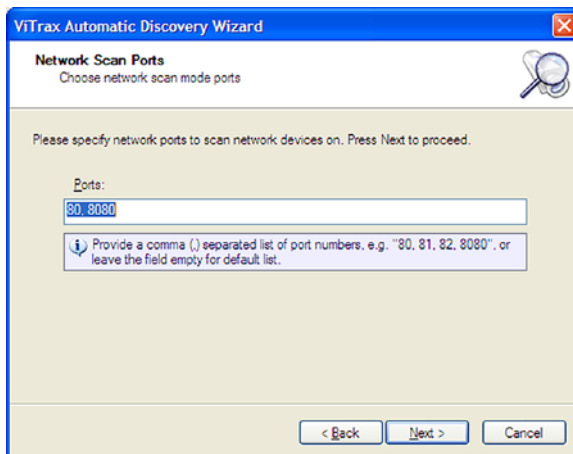 ViTrax Automatic Discovery Wizard
Network Scan Ports
Choose network scan mode ports
Please specify network ports to scan network devices on. Press Next to proceed.
Ports:
80, 8080
Provide a comma (,) separated list of port numbers, e.g. "80, 81, 82, 8080", or
leave the field empty for default list.
< Back
Next >
Cancel